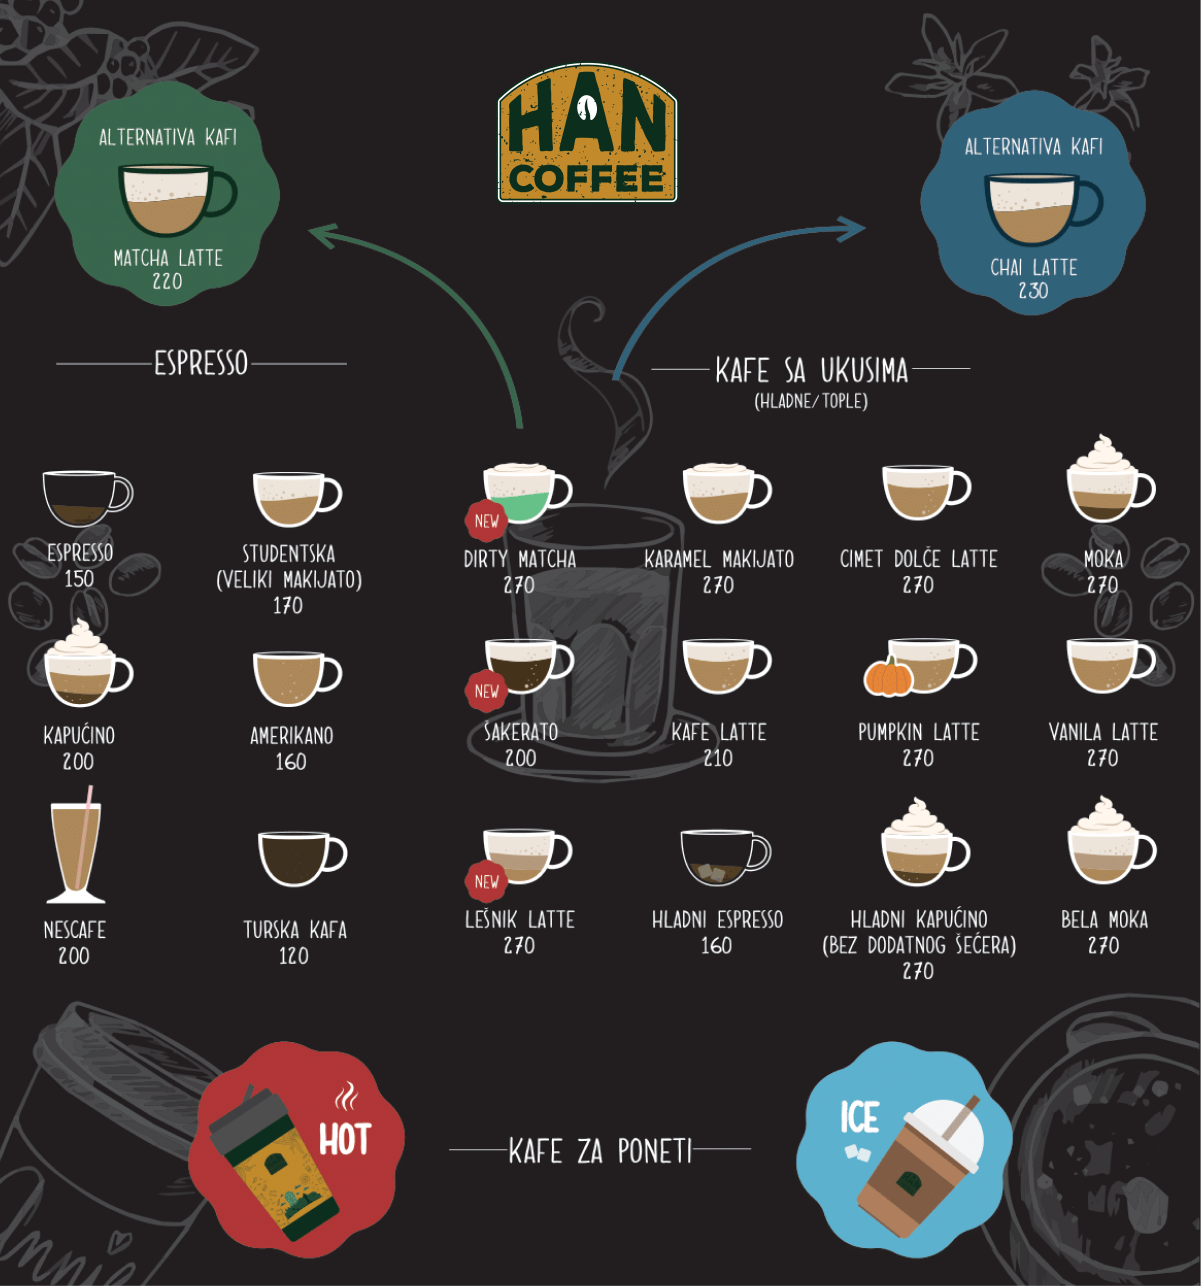 HAN
COFFEE
ALTERNATIVA KAFI
MATCHA LATTE
220
ALTERNATIVA KAFI
CHAI LATTE
230
ESPRESSO
ESPRESSO
150
STUDENTSKA
(VELIKI MAKIJATO)
170
KAPUĆINO
200
AMERIKANO
160
NESCAFE
200
TURSKA KAFA
120
KAFE SA UKUSIMA
(HLADNE/TOPLE)
NEW
DIRTY MATCHA
270
KARAMEL MAKIJATO
270
CIMET DOLČE LATTE
270
MOKA
270
NEW
ŠAKERATO
200
KAFE LATTE
210
PUMPKIN LATTE
270
VANILA LATTE
270
NEW
LEŠNIK LATTE
270
HLADNI ESPRESSO
160
HLADNI KAPUĆINO
(BEZ DODATNOG ŠEĆERA)
270
BELA MOKA
270
HOT
KAFE ZA PONETI
ICE